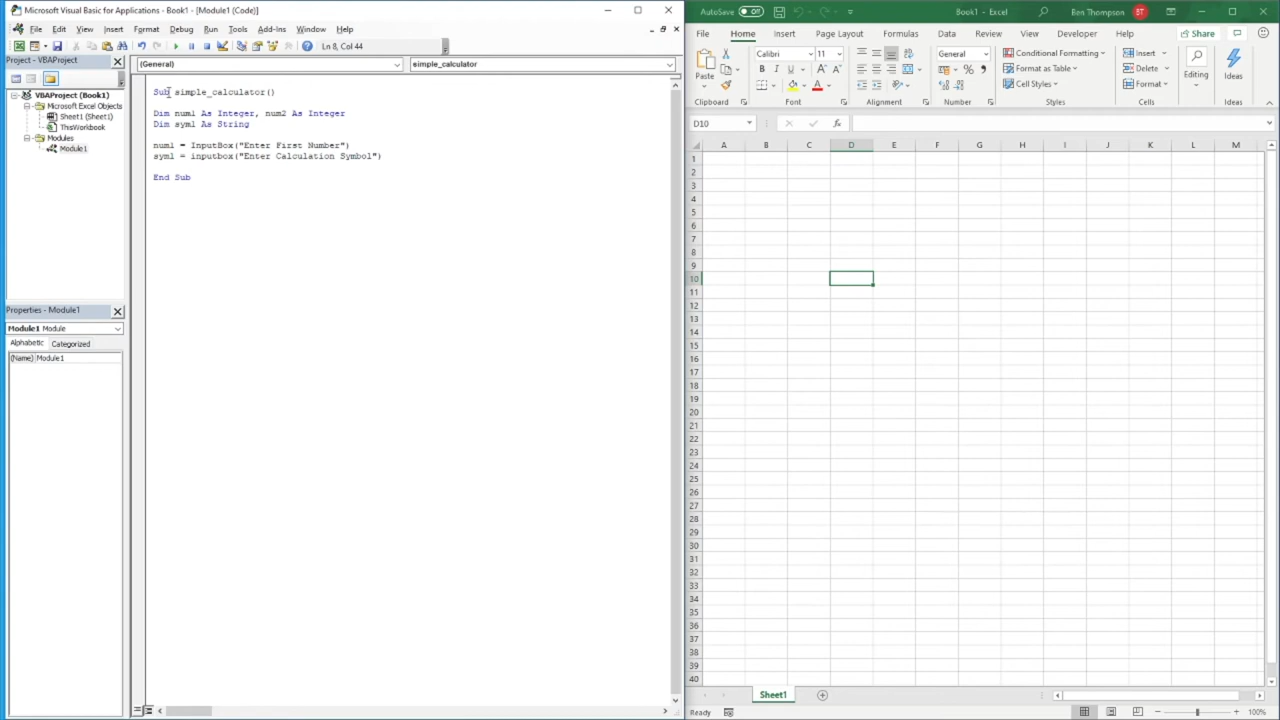 Microsoft Visual Basic for Applications - Book1 - [Module1 (Code)]
File Edit View Insert Format Debug Run Tools Add-Ins Window Help
Ln 8, Col 44
Project - VBAProject
VBAProject (Book1)
Microsoft Excel Objects
Sheet1 (Sheet1)
ThisWorkbook
Modules
Module1
(General)
simple_calculator
Sub simple_calculator()
Dim num1 As Integer, num2 As Integer
Dim sym1 As String
num1 = InputBox("Enter First Number")
sym1 = inputbox("Enter Calculation Symbol")
End Sub
Properties - Module1
Module1 Module
Alphabetic Categorized
(Name) Module1
AutoSave Off
Book1 - Excel
Ben Thompson BT
File Home Insert Page Layout Formulas Data Review View Developer Help Share
Paste
Calibri 11
B I U
General
Conditional Formatting
Format as Table
Cell Styles
Insert
Delete
Format
Editing
Ideas
Clipboard Font Alignment Number Styles Cells Ideas
D10
fx
A B C D E F G H I J K L M
1
2
3
4
5
6
7
8
9
10
11
12
13
14
15
16
17
18
19
20
21
22
23
24
25
26
27
28
29
30
31
32
33
34
35
36
37
38
39
40
Sheet1
Ready
100%